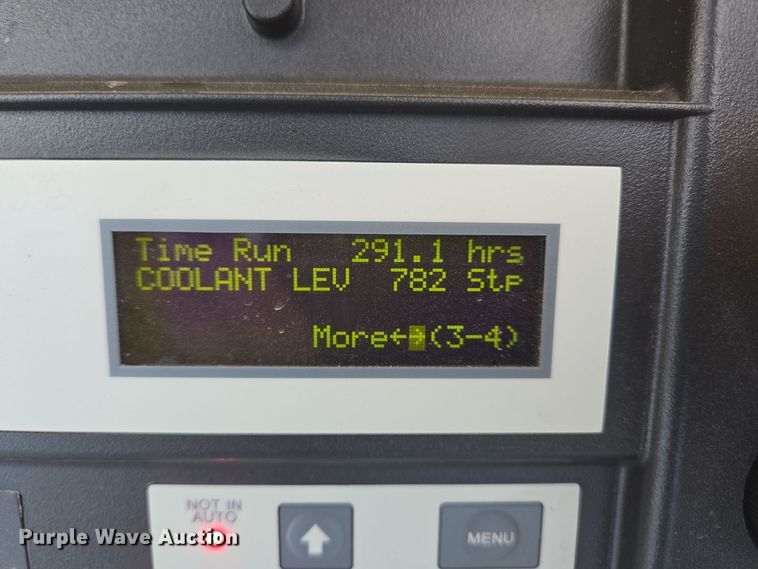 Time Run 291.1 hrs
COOLANT LEV 782 Stp
More←→(3-4)
NOT IN
AUTO
MENU
Purple Wave Auction